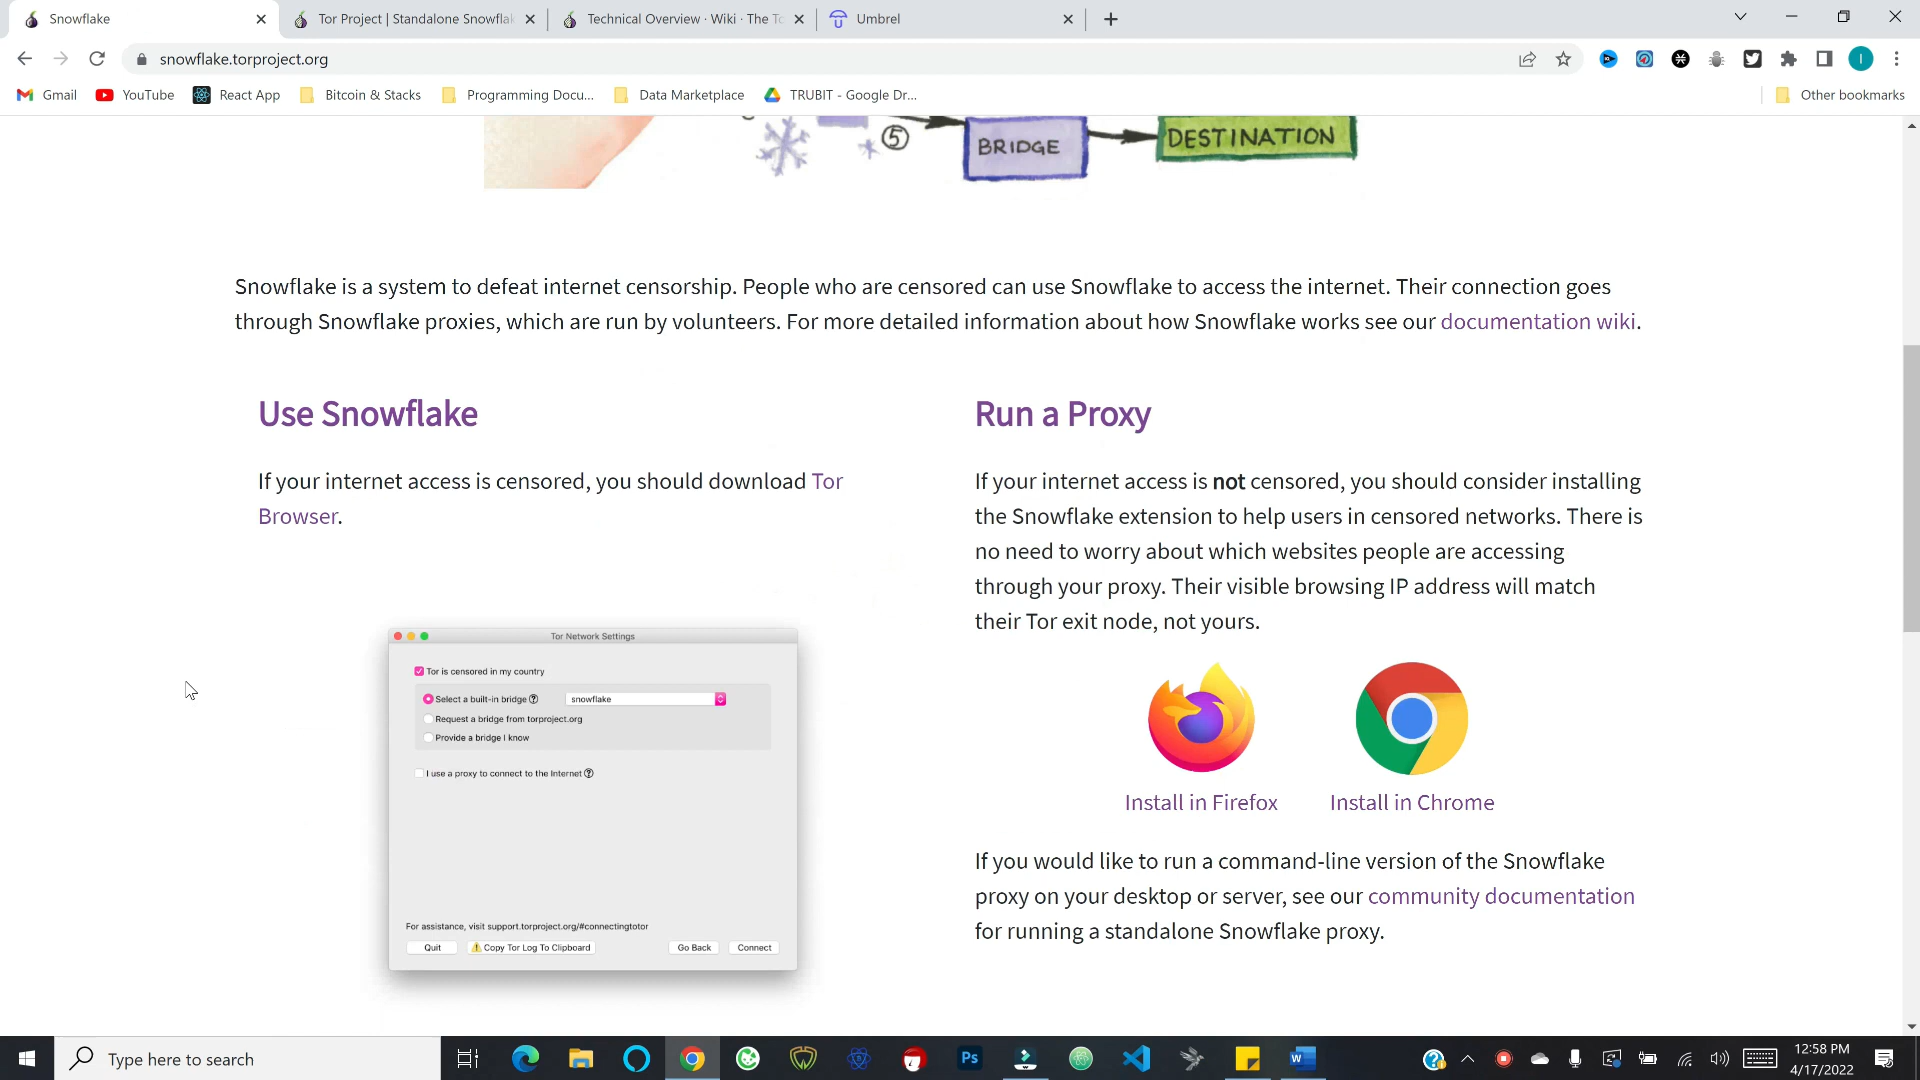 Snowflake
Tor Project | Standalone Snowflak
Technical Overview · Wiki · The To
Umbrel
snowflake.torproject.org
I
Gmail
YouTube
React App
Bitcoin & Stacks
Programming Docu...
Data Marketplace
TRUBIT - Google Dr...
Other bookmarks
5
BRIDGE
DESTINATION
Snowflake is a system to defeat internet censorship. People who are censored can use Snowflake to access the internet. Their connection goes
through Snowflake proxies, which are run by volunteers. For more detailed information about how Snowflake works see our documentation wiki.
Use Snowflake
If your internet access is censored, you should download Tor
Browser.
Tor Network Settings
Tor is censored in my country
Select a built-in bridge ?
snowflake
Request a bridge from torproject.org
Provide a bridge I know
I use a proxy to connect to the Internet ?
For assistance, visit support.torproject.org/#connectingtotor
Quit
Copy Tor Log To Clipboard
Go Back
Connect
Run a Proxy
If your internet access is not censored, you should consider installing
the Snowflake extension to help users in censored networks. There is
no need to worry about which websites people are accessing
through your proxy. Their visible browsing IP address will match
their Tor exit node, not yours.
Install in Firefox
Install in Chrome
If you would like to run a command-line version of the Snowflake
proxy on your desktop or server, see our community documentation
for running a standalone Snowflake proxy.
Type here to search
Ps
W
12:58 PM
4/17/2022